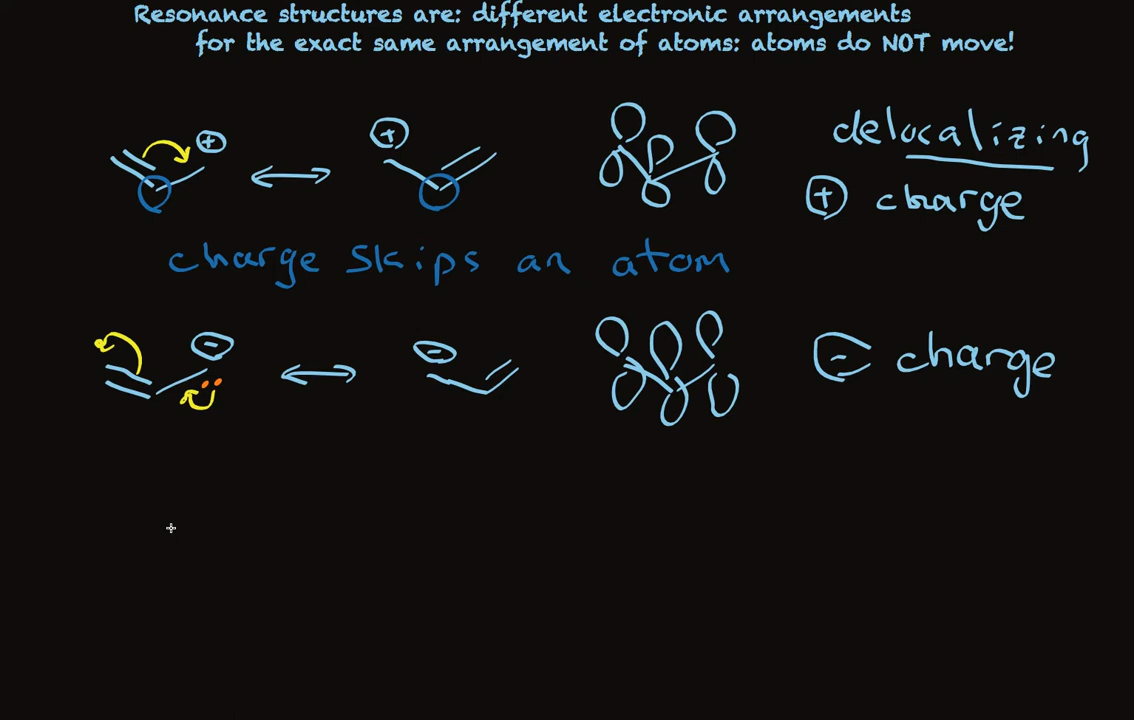 Resonance structures are: different electronic arrangements
for the exact same arrangement of atoms: atoms do NOT move!
+
+
delocalizing
+ charge
charge skips an atom
-
-
- charge